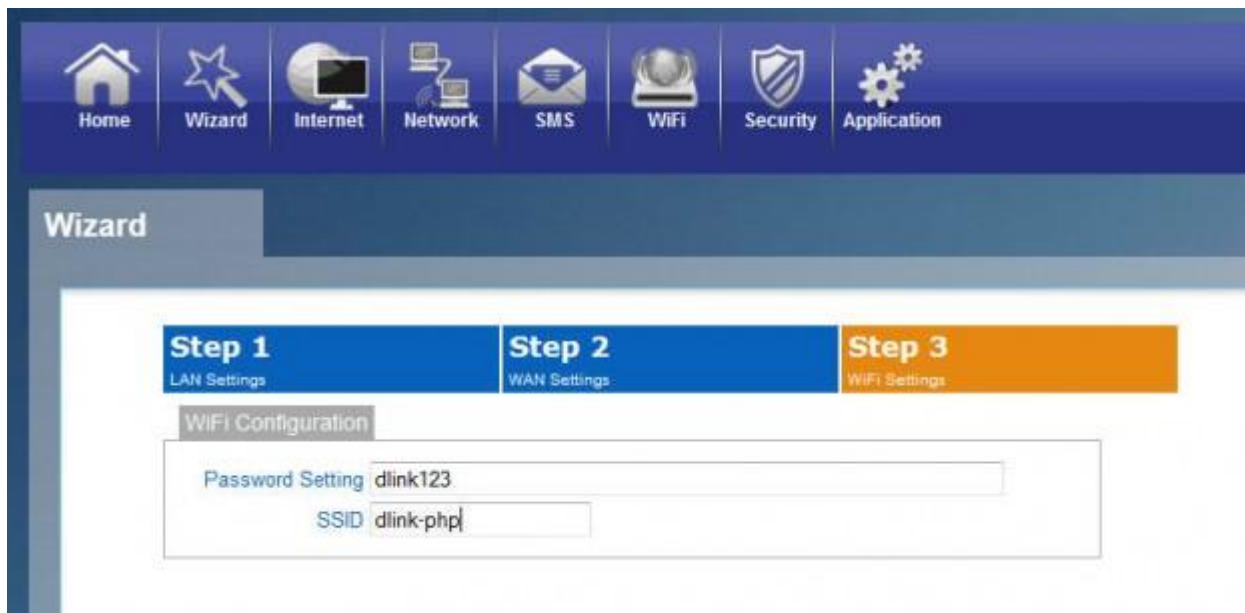 Home Wizard Internet Network SMS WiFi Security Application
Wizard
Step 1 Step 2 Step 3
LAN Settings WAN Settings WiFi Settings
WiFi Configuration
Password Setting dlink123
SSID dlink-php